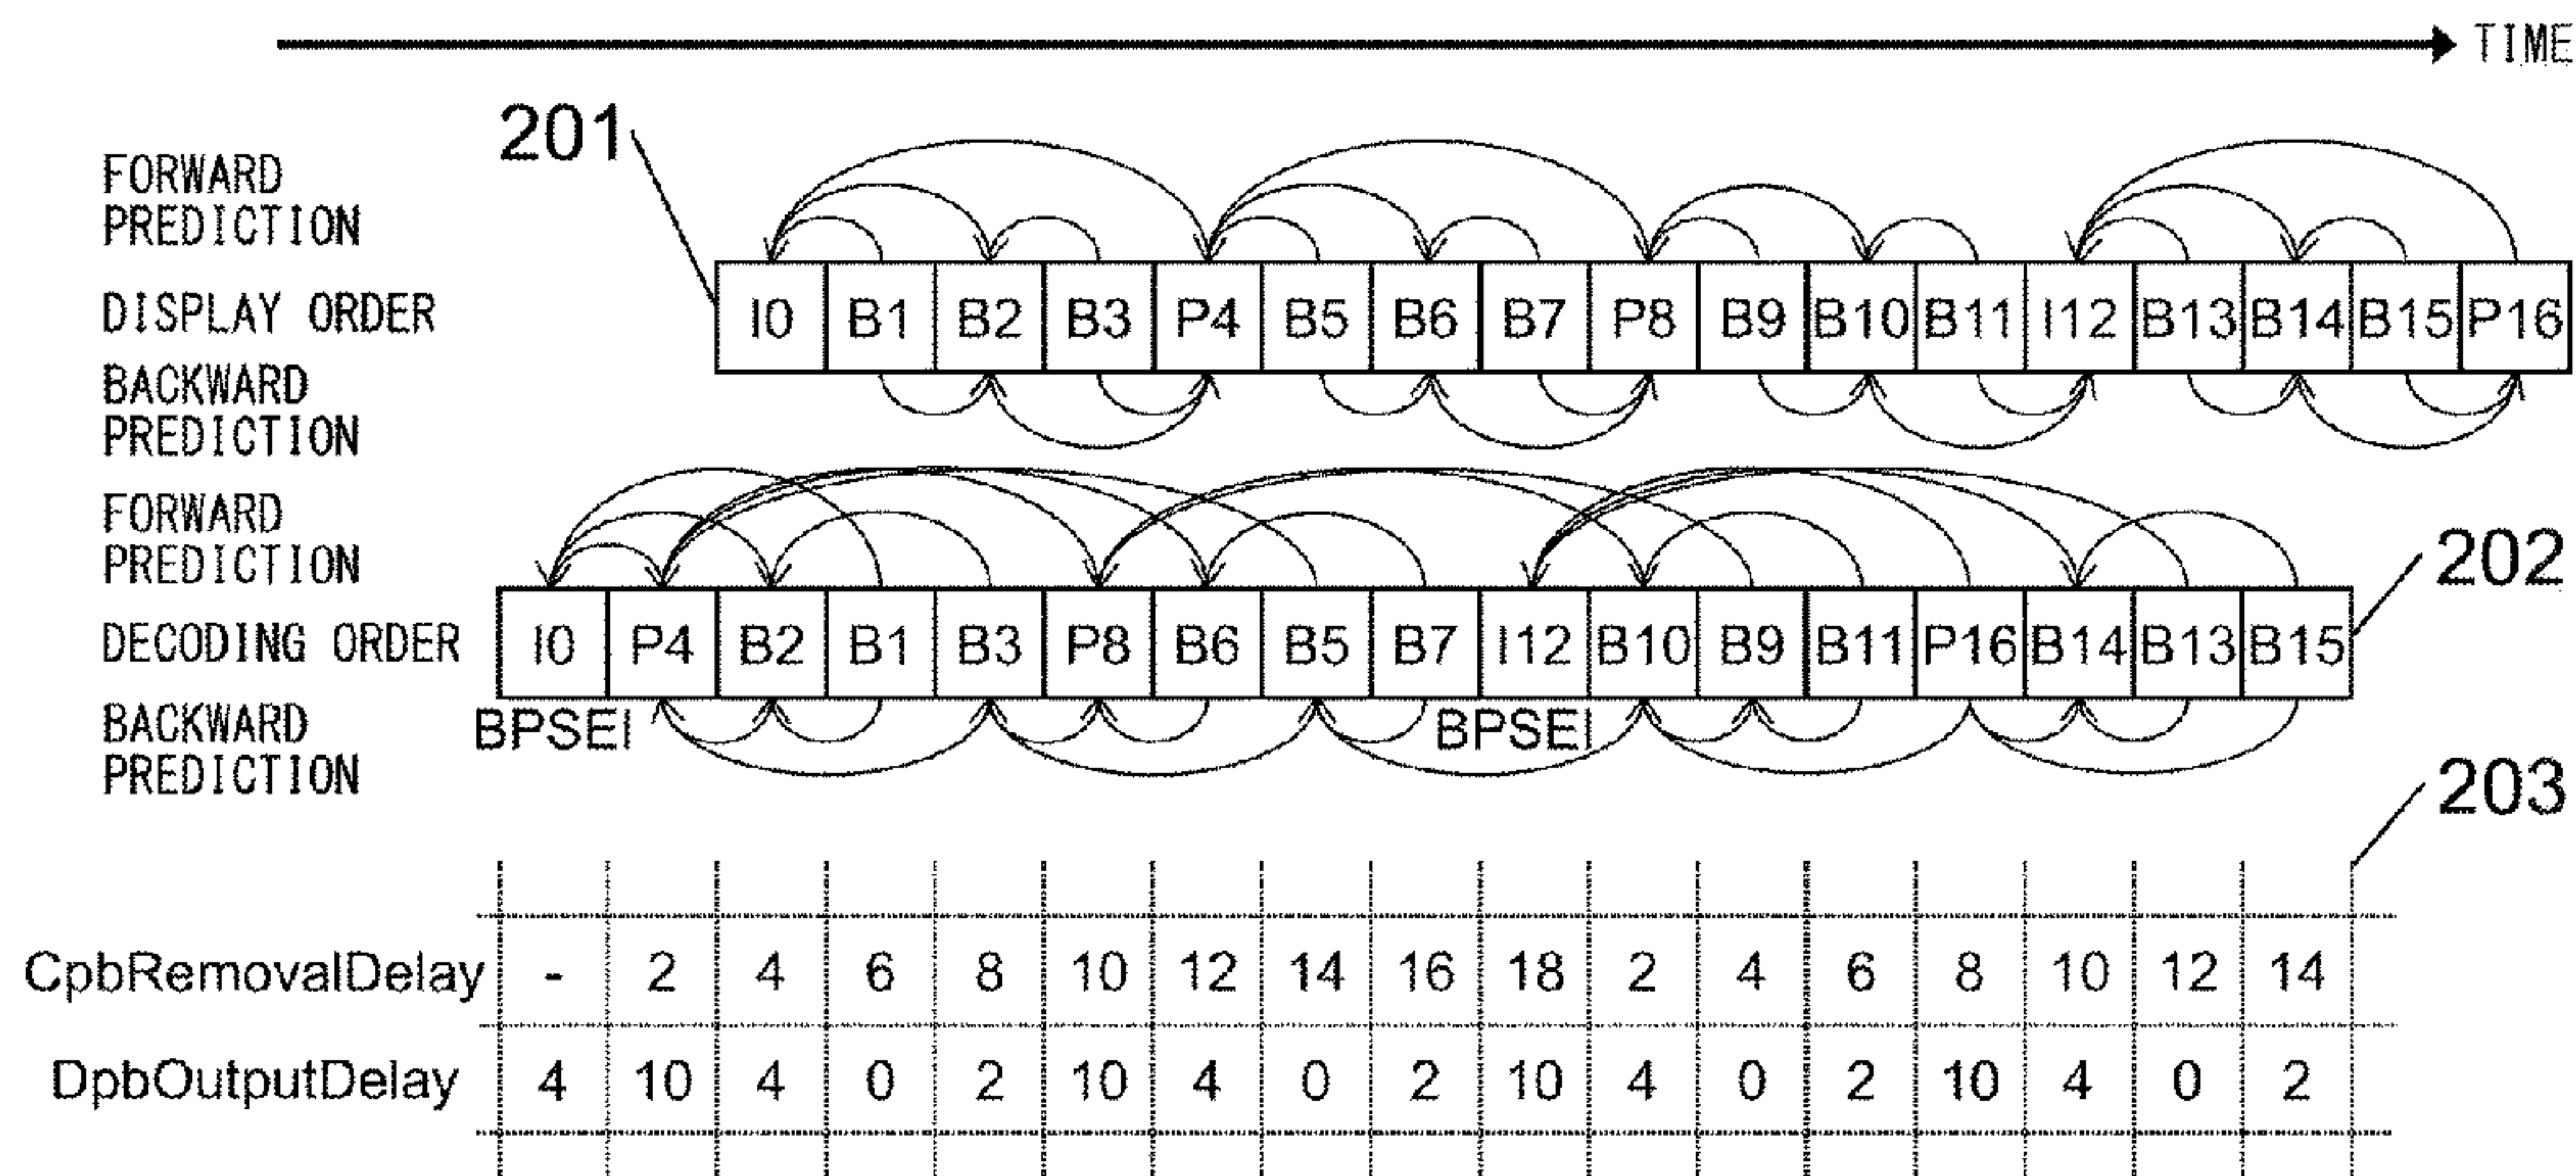 TIME
201
FORWARD
PREDICTION
DISPLAY ORDER
I0 B1 B2 B3 P4 B5 B6 B7 P8 B9 B10 B11 I12 B13 B14 B15 P16
BACKWARD
PREDICTION
FORWARD
PREDICTION
202
DECODING ORDER
I0 P4 B2 B1 B3 P8 B6 B5 B7 I12 B10 B9 B11 P16 B14 B13 B15
BPSEI BPSEI
BACKWARD
PREDICTION
203
CpbRemovalDelay - 2 4 6 8 10 12 14 16 18 2 4 6 8 10 12 14
DpbOutputDelay 4 10 4 0 2 10 4 0 2 10 4 0 2 10 4 0 2